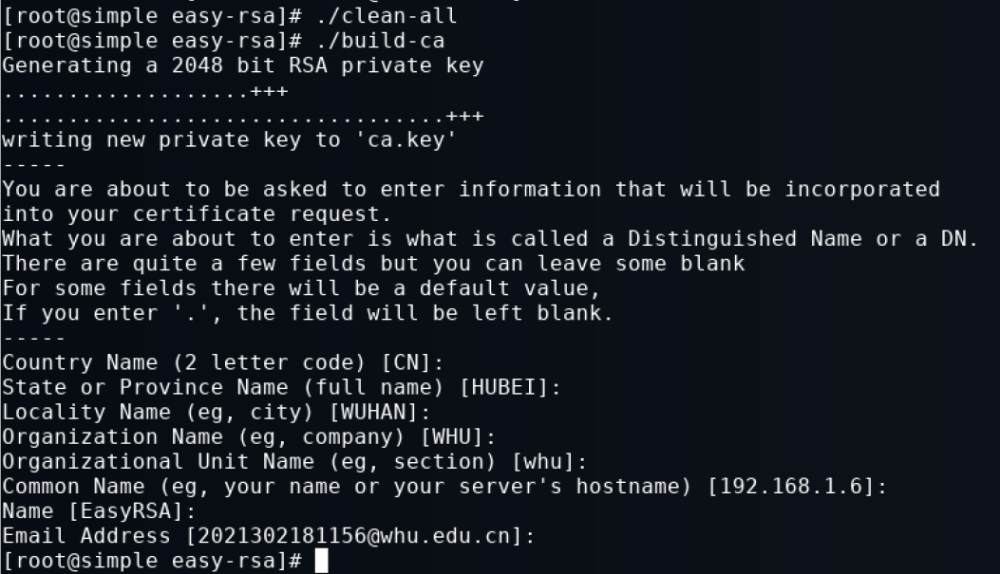 [root@simple easy-rsa]# ./clean-all
[root@simple easy-rsa]# ./build-ca
Generating a 2048 bit RSA private key
...................+++
..................................+++
writing new private key to 'ca.key'
-----
You are about to be asked to enter information that will be incorporated
into your certificate request.
What you are about to enter is what is called a Distinguished Name or a DN.
There are quite a few fields but you can leave some blank
For some fields there will be a default value,
If you enter '.', the field will be left blank.
-----
Country Name (2 letter code) [CN]:
State or Province Name (full name) [HUBEI]:
Locality Name (eg, city) [WUHAN]:
Organization Name (eg, company) [WHU]:
Organizational Unit Name (eg, section) [whu]:
Common Name (eg, your name or your server's hostname) [192.168.1.6]:
Name [EasyRSA]:
Email Address [2021302181156@whu.edu.cn]:
[root@simple easy-rsa]#